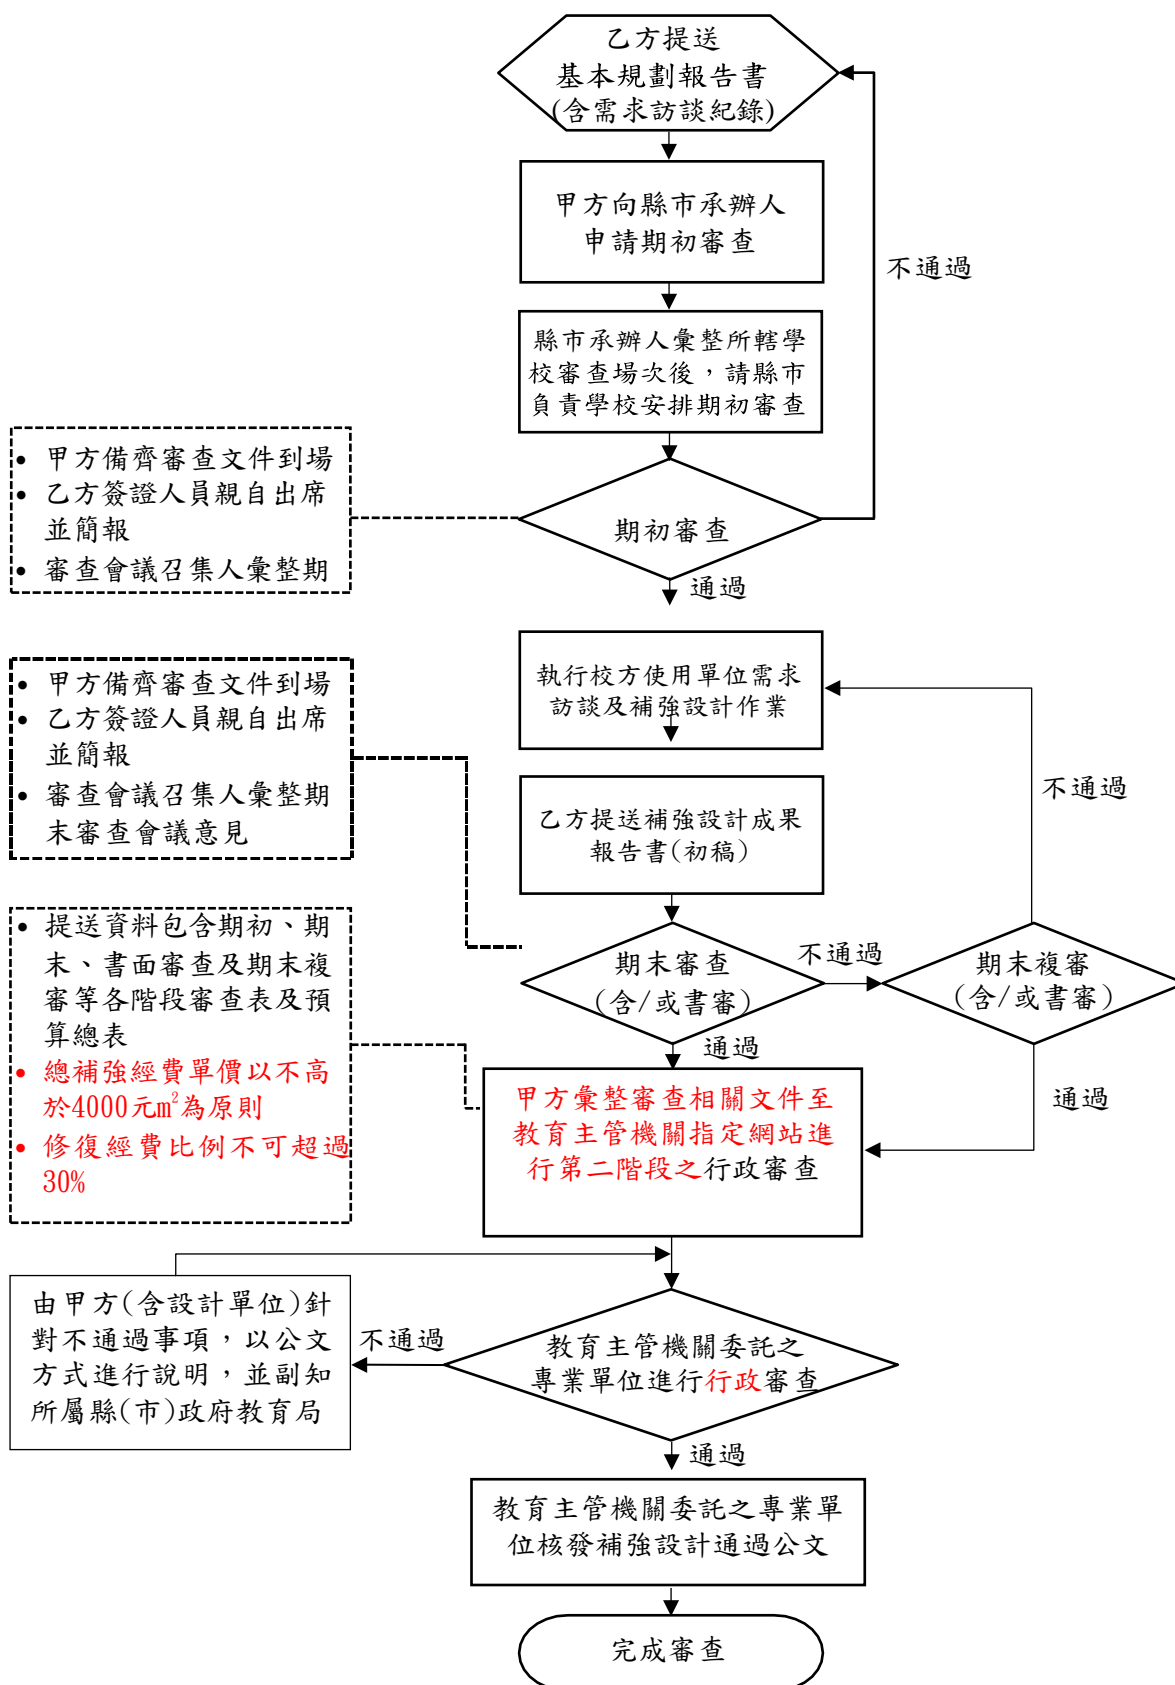 乙方提送
基本規劃報告書
(含需求訪談紀錄)
甲方向縣市承辦人
申請期初審查
不通過
縣市承辦人彙整所轄學
校審查場次後，請縣市
負責學校安排期初審查
• 甲方備齊審查文件到場
• 乙方簽證人員親自出席
並簡報
• 審查會議召集人彙整期
期初審查
通過
執行校方使用單位需求
訪談及補強設計作業
• 甲方備齊審查文件到場
• 乙方簽證人員親自出席
並簡報
• 審查會議召集人彙整期
末審查會議意見
不通過
乙方提送補強設計成果
報告書(初稿)
• 提送資料包含期初、期
末、書面審查及期末複
審等各階段審查表及預
算總表
• 總補強經費單價以不高
於4000元m²為原則
• 修復經費比例不可超過
30%
期末審查
(含/或書審)
不通過
期末複審
(含/或書審)
通過
通過
甲方彙整審查相關文件至
教育主管機關指定網站進
行第二階段之行政審查
由甲方(含設計單位)針
對不通過事項，以公文
方式進行說明，並副知
所屬縣(市)政府教育局
不通過
教育主管機關委託之
專業單位進行行政審查
通過
教育主管機關委託之專業單
位核發補強設計通過公文
完成審查